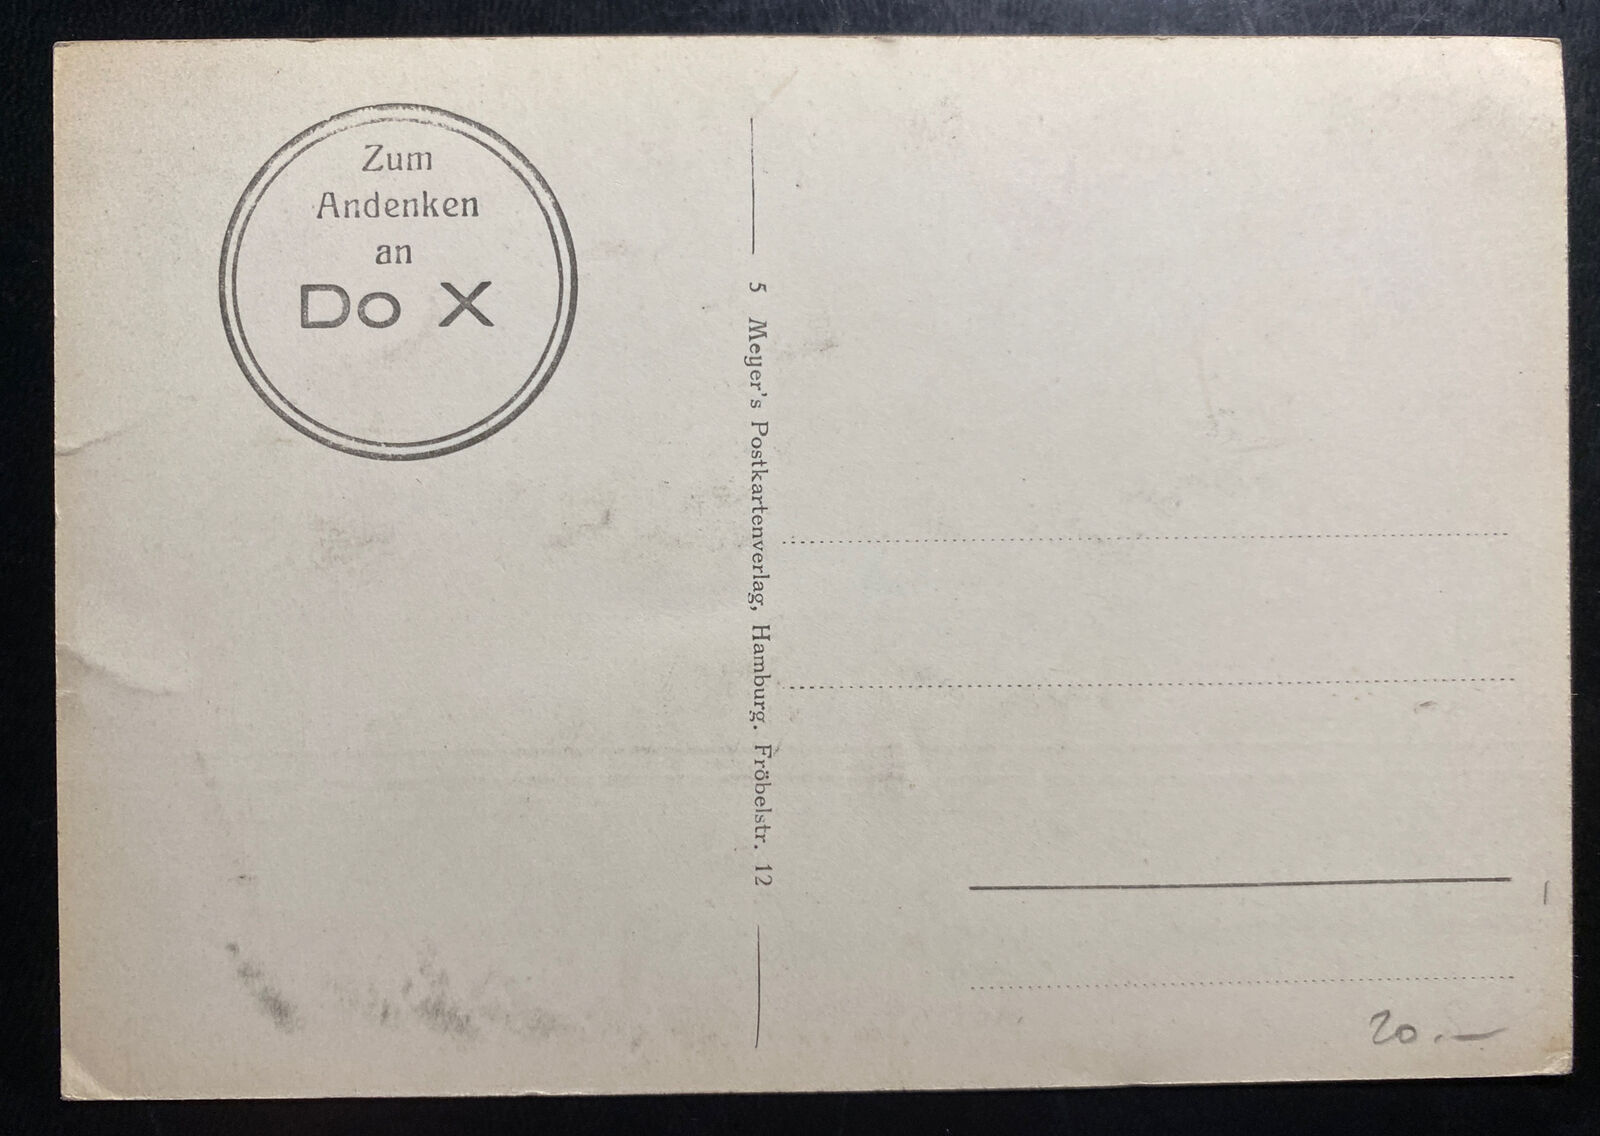 Zum
Andenken
an
Do X
5 Meyer's Postkartenverlag, Hamburg. Fröbelstr. 12
20.—